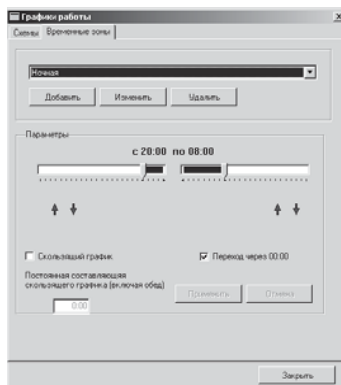 Графики работы
Схемы Временные зоны
Ночная
Добавить Изменить Удалить
Параметры
с 20:00 по 08:00
Скользящий график Переход через 00:00
Постоянная составляющая
скользящего графика (включая обед)
0:00 Применить Отмена
Закрыть